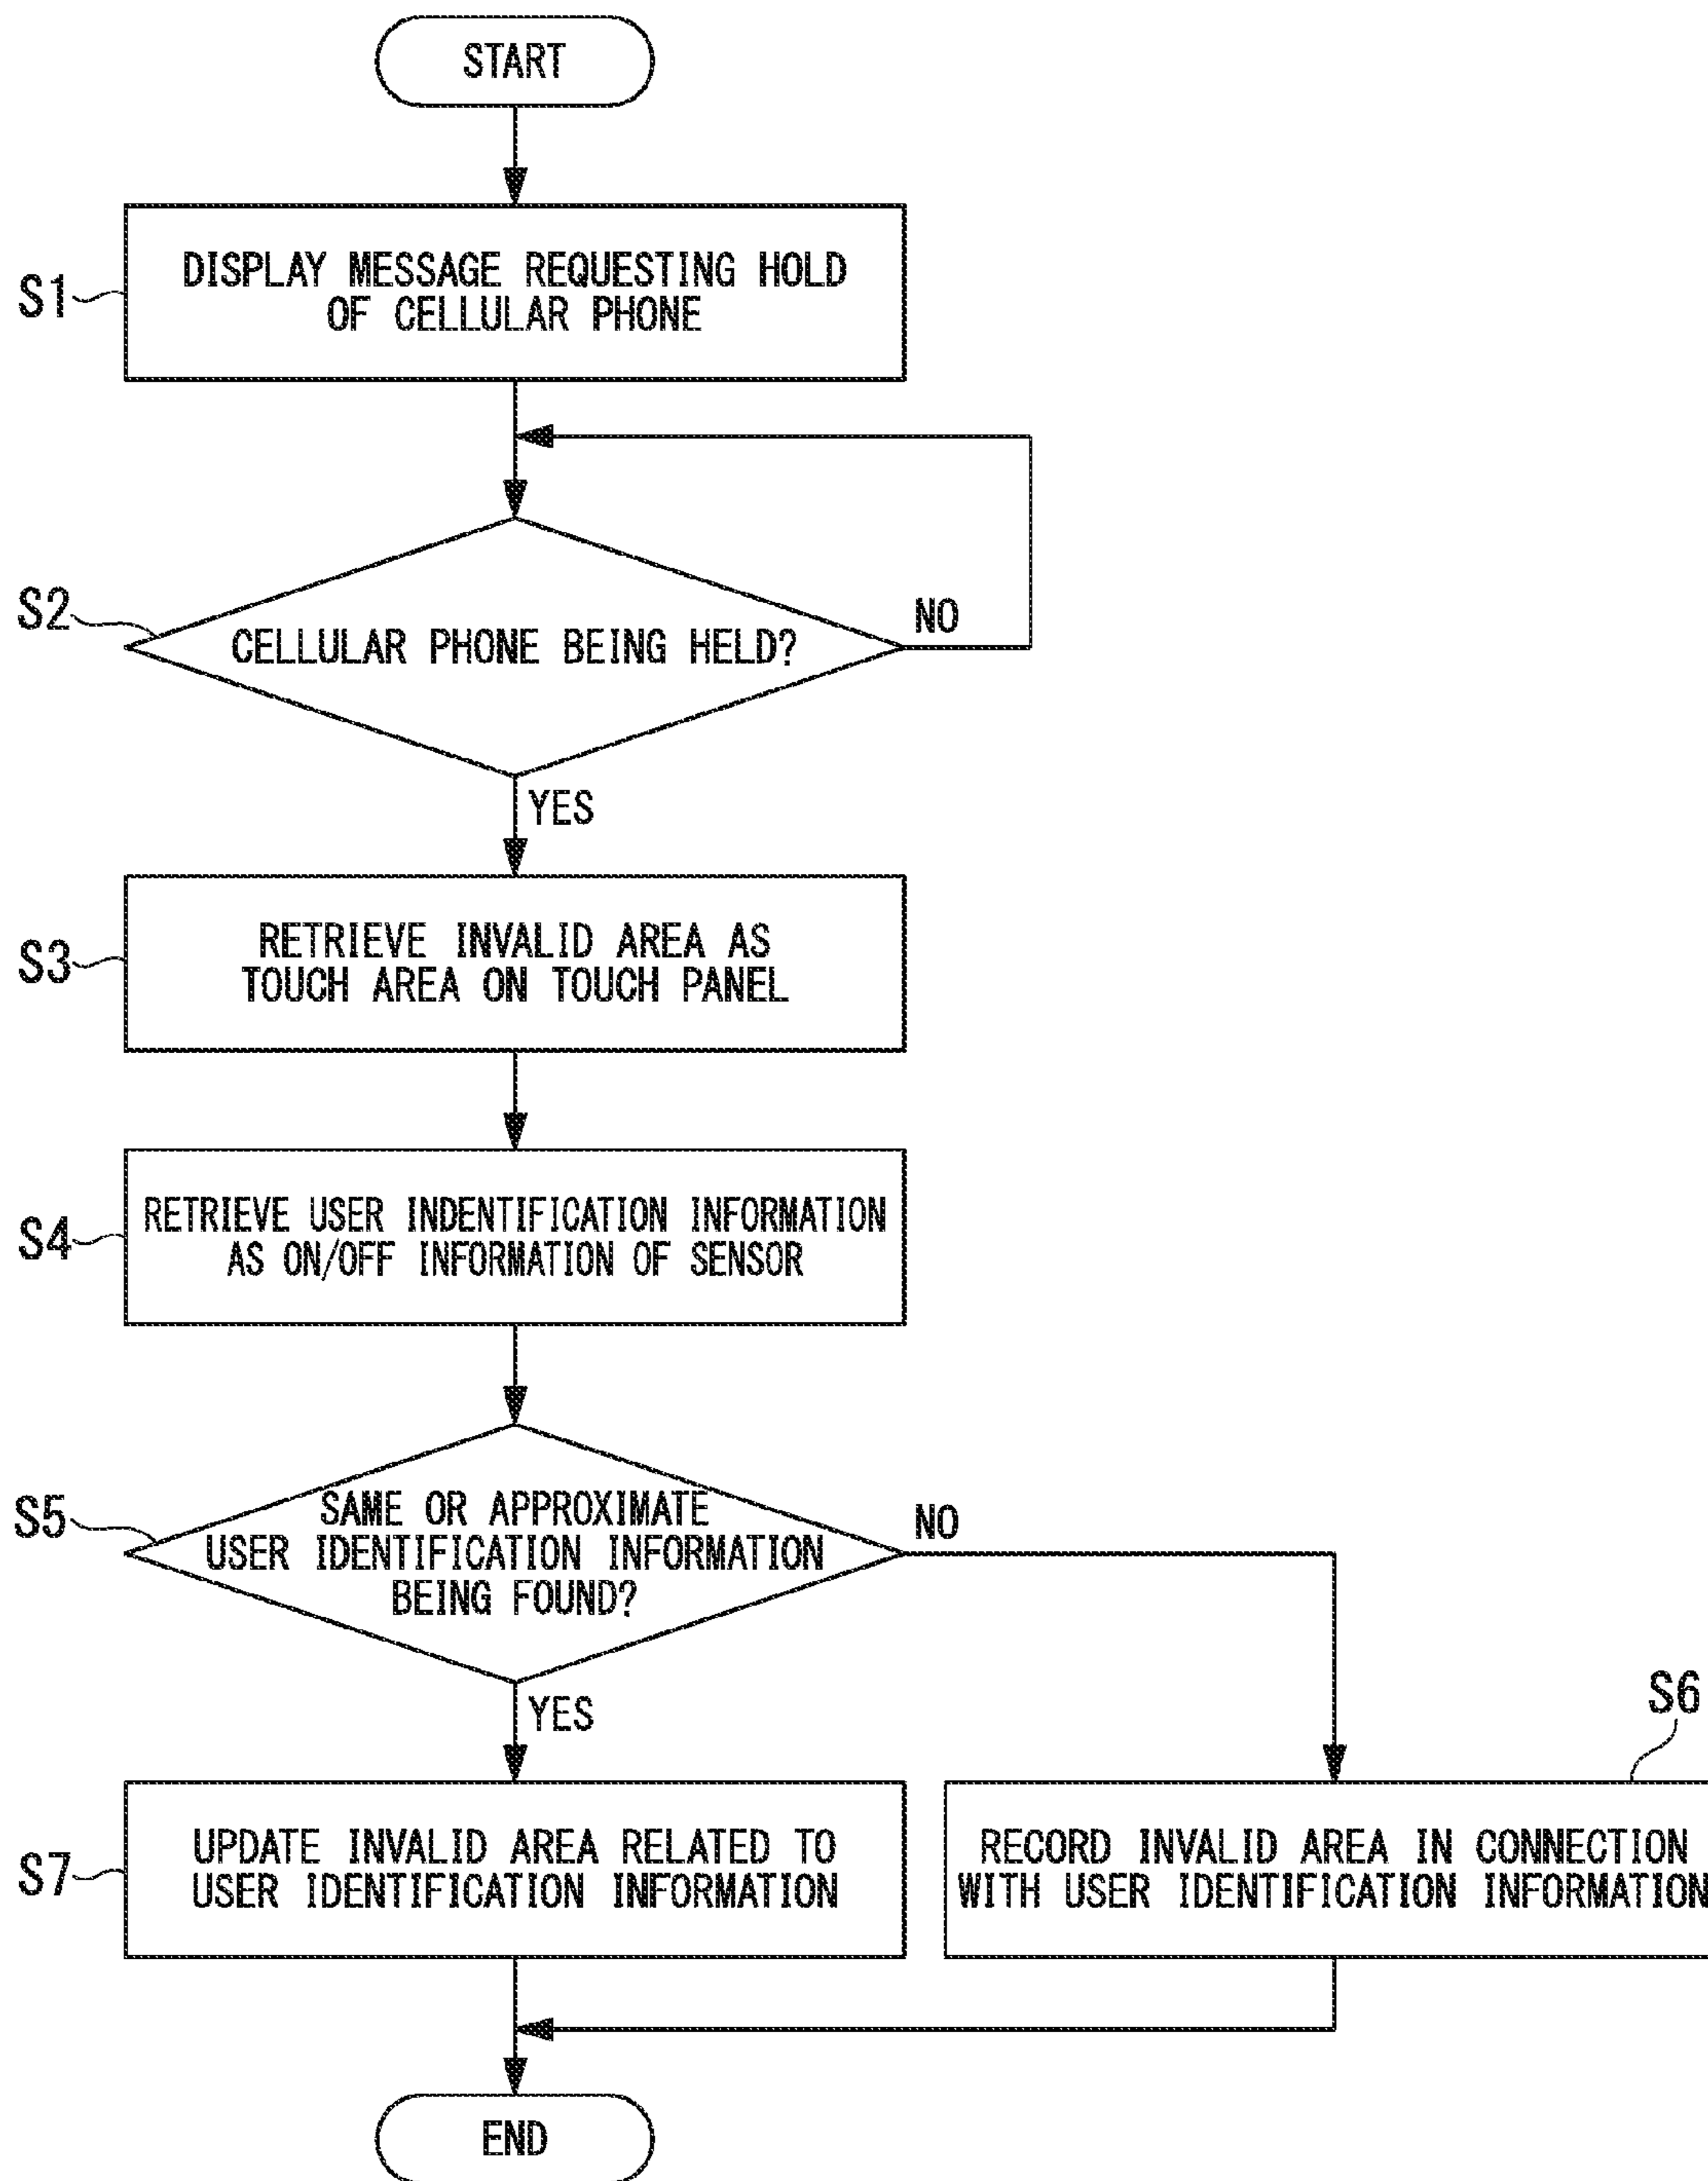 START
S1
DISPLAY MESSAGE REQUESTING HOLD
OF CELLULAR PHONE
S2
CELLULAR PHONE BEING HELD?
NO
YES
S3
RETRIEVE INVALID AREA AS
TOUCH AREA ON TOUCH PANEL
S4
RETRIEVE USER INDENTIFICATION INFORMATION
AS ON/OFF INFORMATION OF SENSOR
S5
SAME OR APPROXIMATE
USER IDENTIFICATION INFORMATION
BEING FOUND?
NO
YES
S6
S7
UPDATE INVALID AREA RELATED TO
USER IDENTIFICATION INFORMATION
RECORD INVALID AREA IN CONNECTION
WITH USER IDENTIFICATION INFORMATION
END